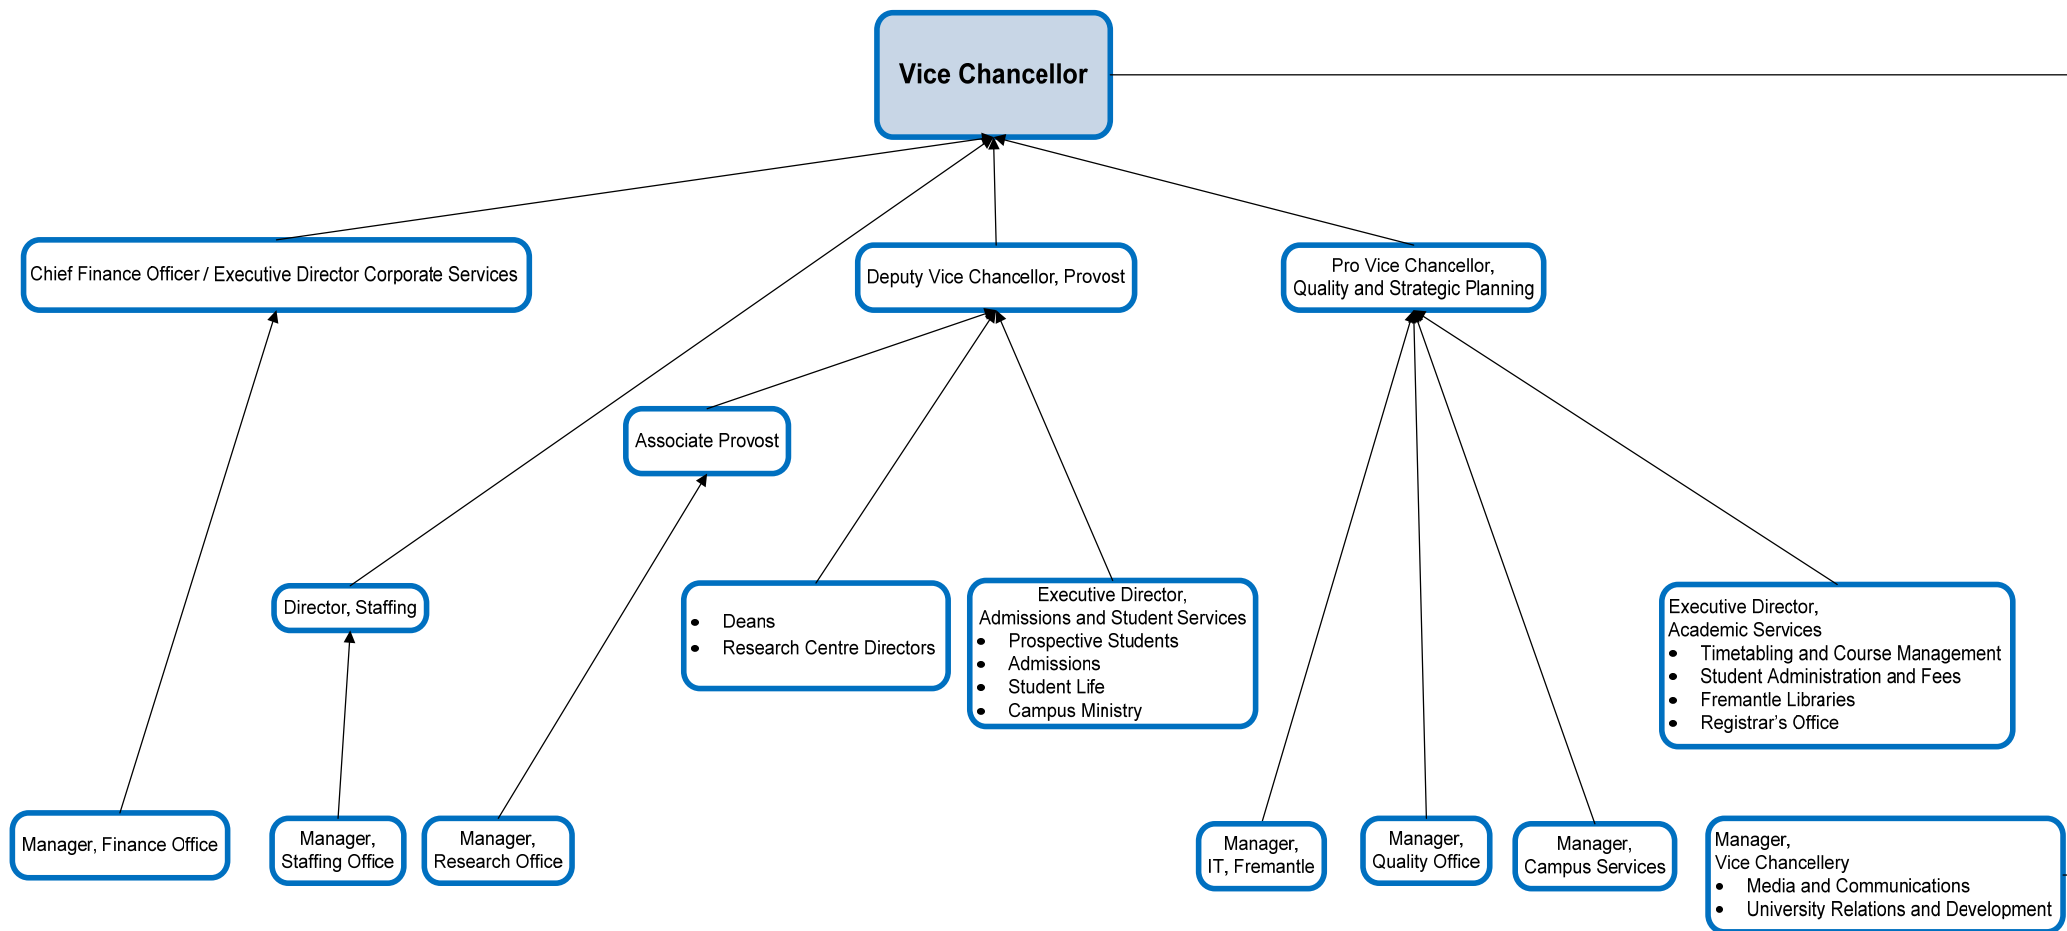 Vice Chancellor
Chief Finance Officer / Executive Director Corporate Services
Deputy Vice Chancellor, Provost
Pro Vice Chancellor,
Quality and Strategic Planning
Associate Provost
Director, Staffing
• Deans
• Research Centre Directors
Executive Director,
Admissions and Student Services
• Prospective Students
• Admissions
• Student Life
• Campus Ministry
Executive Director,
Academic Services
• Timetabling and Course Management
• Student Administration and Fees
• Fremantle Libraries
• Registrar’s Office
Manager, Finance Office
Manager,
Staffing Office
Manager,
Research Office
Manager,
IT, Fremantle
Manager,
Quality Office
Manager,
Campus Services
Manager,
Vice Chancellery
• Media and Communications
• University Relations and Development